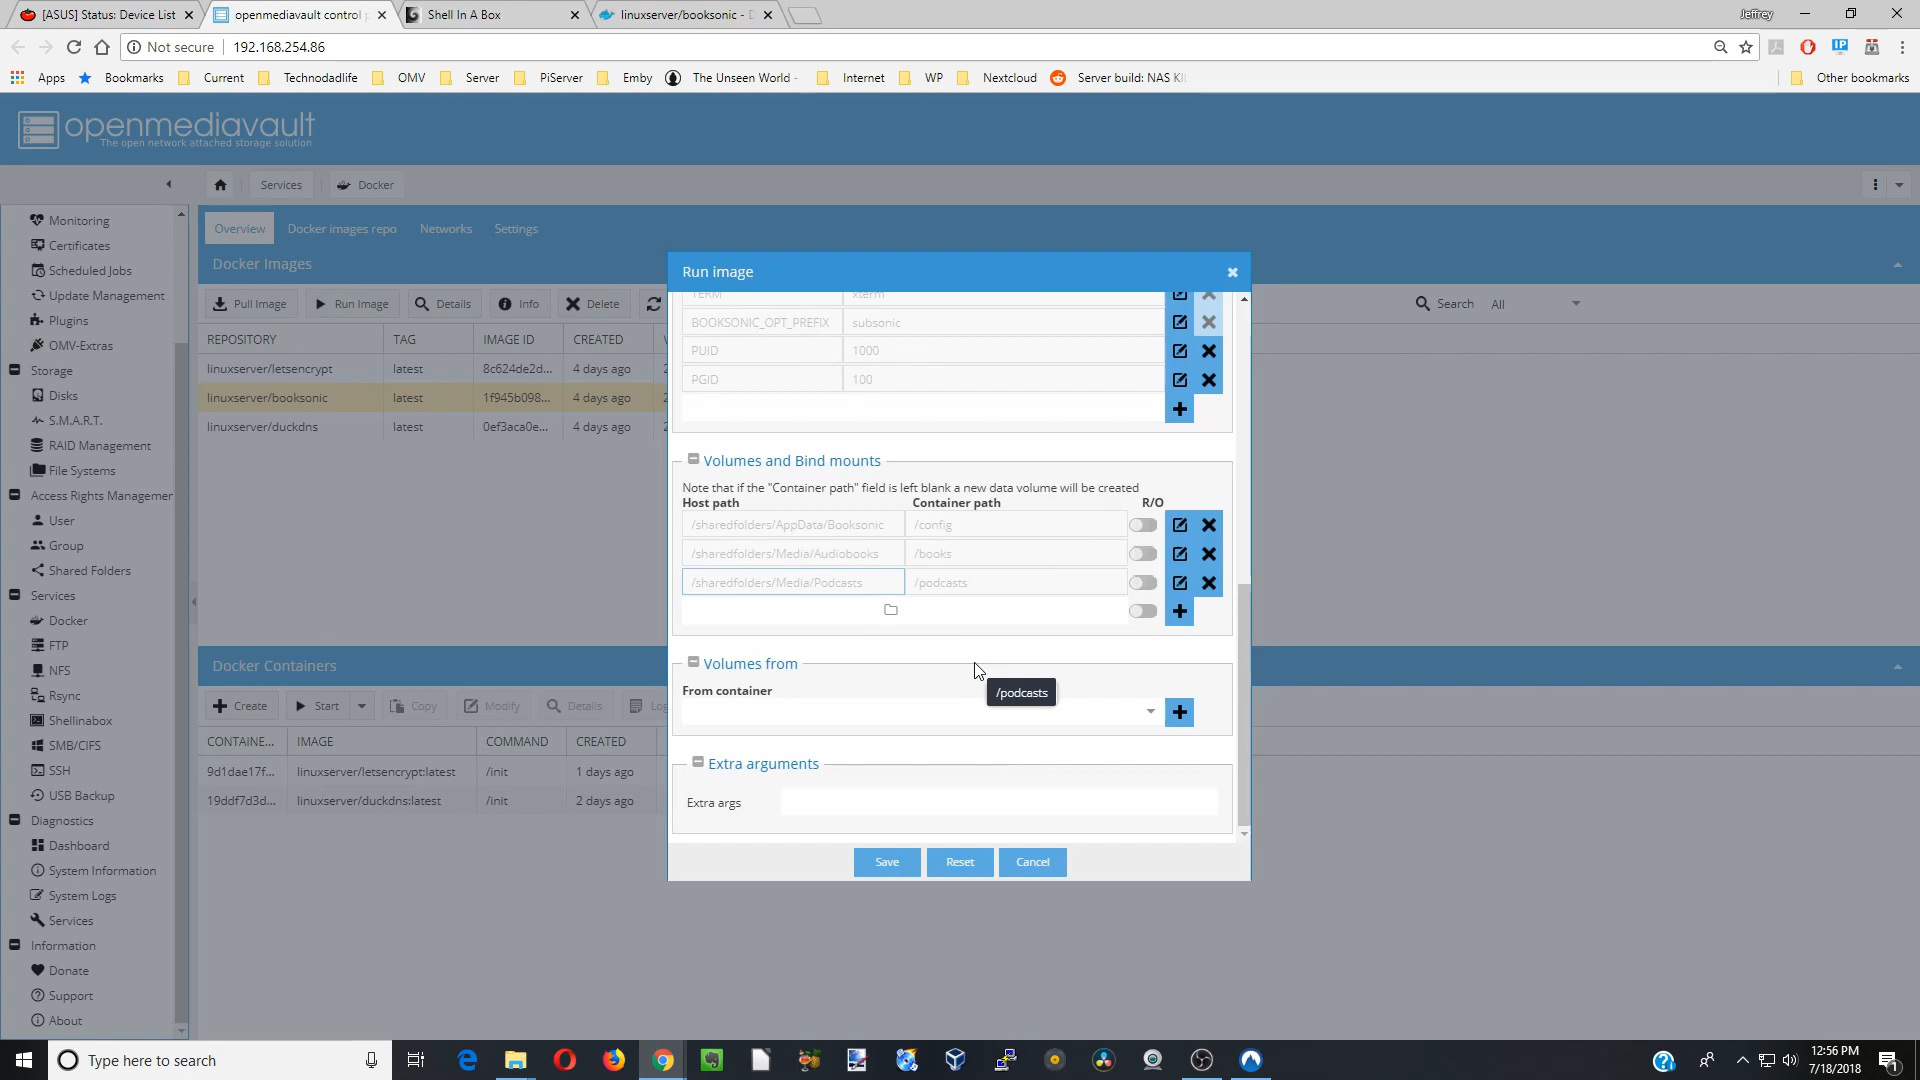 [ASUS] Status: Device List
openmediavault control p
Shell In A Box
linuxserver/booksonic - D
Jeffrey
Not secure
192.168.254.86
Apps
Bookmarks
Current
Technodadlife
OMV
Server
PiServer
Emby
The Unseen World -
Internet
WP
Nextcloud
Server build: NAS Ki
Other bookmarks
openmediavault
The open network attached storage solution
Services
Docker
Monitoring
Certificates
Scheduled Jobs
Update Management
Plugins
OMV-Extras
Storage
Disks
S.M.A.R.T.
RAID Management
File Systems
Access Rights Managemen
User
Group
Shared Folders
Services
Docker
FTP
NFS
Rsync
Shellinabox
SMB/CIFS
SSH
USB Backup
Diagnostics
Dashboard
System Information
System Logs
Services
Information
Donate
Support
About
Overview
Docker images repo
Networks
Settings
Docker Images
Pull Image
Run Image
Details
Info
Delete
Search
All
REPOSITORY TAG IMAGE ID CREATED
linuxserver/letsencrypt latest 8c624de2d... 4 days ago
linuxserver/booksonic latest 1f945b098... 4 days ago
linuxserver/duckdns latest 0ef3aca0e... 4 days ago
Docker Containers
Create
Start
Copy
Modify
Details
Log
CONTAINE... IMAGE COMMAND CREATED
9d1dae17f... linuxserver/letsencrypt:latest /init 1 days ago
19ddf7d3d... linuxserver/duckdns:latest /init 2 days ago
Run image
TERM xterm
BOOKSONIC_OPT_PREFIX subsonic
PUID 1000
PGID 100
Volumes and Bind mounts
Note that if the "Container path" field is left blank a new data volume will be created
Host path Container path R/O
/sharedfolders/AppData/Booksonic /config
/sharedfolders/Media/Audiobooks /books
/sharedfolders/Media/Podcasts /podcasts
Volumes from
From container
/podcasts
Extra arguments
Extra args
Save
Reset
Cancel
Type here to search
12:56 PM
7/18/2018